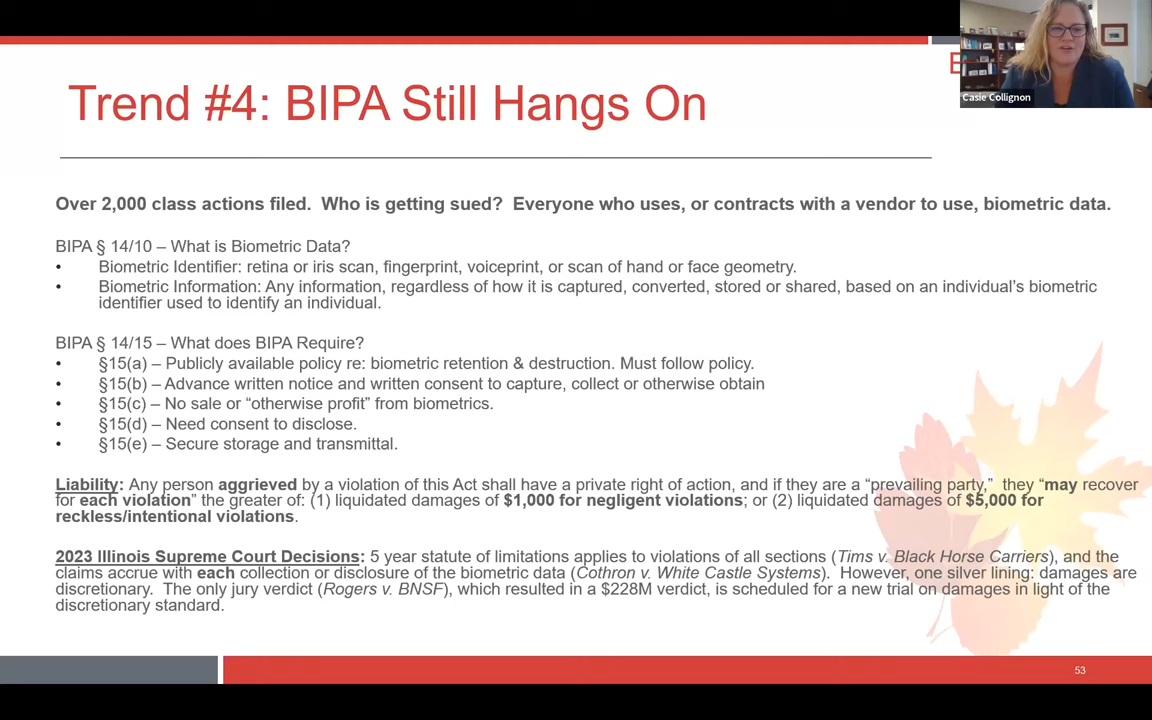 Trend #4: BIPA Still Hangs On
Casie Collignon
Over 2,000 class actions filed.  Who is getting sued?  Everyone who uses, or contracts with a vendor to use, biometric data.
BIPA § 14/10 – What is Biometric Data?
• Biometric Identifier: retina or iris scan, fingerprint, voiceprint, or scan of hand or face geometry.
• Biometric Information: Any information, regardless of how it is captured, converted, stored or shared, based on an individual's biometric
identifier used to identify an individual.
BIPA § 14/15 – What does BIPA Require?
• §15(a) – Publicly available policy re: biometric retention & destruction. Must follow policy.
• §15(b) – Advance written notice and written consent to capture, collect or otherwise obtain
• §15(c) – No sale or “otherwise profit” from biometrics.
• §15(d) – Need consent to disclose.
• §15(e) – Secure storage and transmittal.
Liability: Any person aggrieved by a violation of this Act shall have a private right of action, and if they are a “prevailing party,”  they “may recover
for each violation” the greater of: (1) liquidated damages of $1,000 for negligent violations; or (2) liquidated damages of $5,000 for
reckless/intentional violations.
2023 Illinois Supreme Court Decisions: 5 year statute of limitations applies to violations of all sections (Tims v. Black Horse Carriers), and the
claims accrue with each collection or disclosure of the biometric data (Cothron v. White Castle Systems).  However, one silver lining: damages are
discretionary.  The only jury verdict (Rogers v. BNSF), which resulted in a $228M verdict, is scheduled for a new trial on damages in light of the
discretionary standard.
53